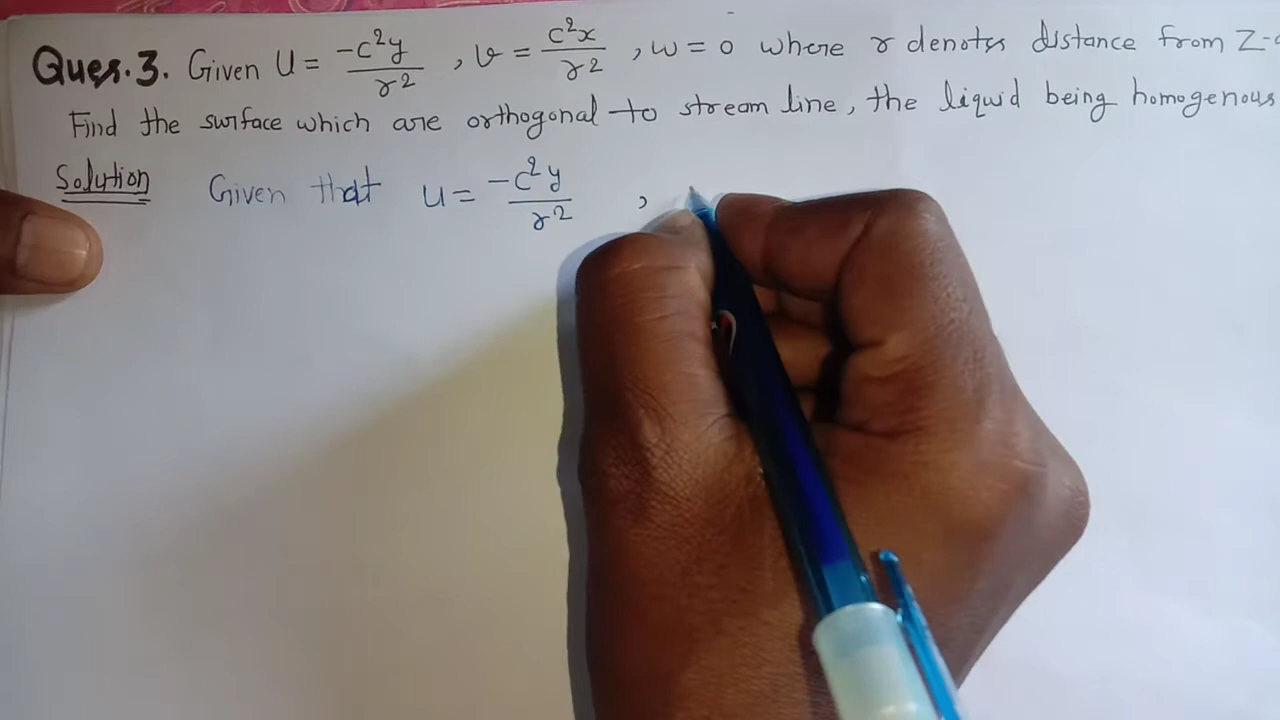 Ques.3. Given U = -c²y/r² , v = c²x/r² , w = 0 where r denotes distance from Z-
Find the surface which are orthogonal to stream line, the liquid being homogenous
Solution Given that u = -c²y/r² ,